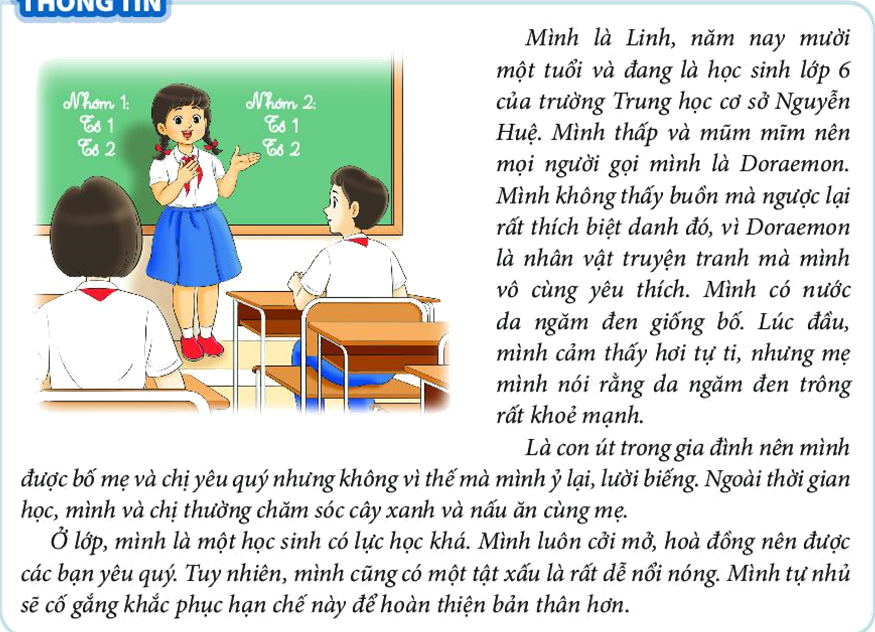 THÔNG TIN
Nhóm 1:
Tổ 1
Tổ 2
Nhóm 2:
Tổ 1
Tổ 2
Mình là Linh, năm nay mười
một tuổi và đang là học sinh lớp 6
của trường Trung học cơ sở Nguyễn
Huệ. Mình thấp và mũm mĩm nên
mọi người gọi mình là Doraemon.
Mình không thấy buồn mà ngược lại
rất thích biệt danh đó, vì Doraemon
là nhân vật truyện tranh mà mình
vô cùng yêu thích. Mình có nước
da ngăm đen giống bố. Lúc đầu,
mình cảm thấy hơi tự ti, nhưng mẹ
mình nói rằng da ngăm đen trông
rất khoẻ mạnh.
Là con út trong gia đình nên mình
được bố mẹ và chị yêu quý nhưng không vì thế mà mình ỷ lại, lười biếng. Ngoài thời gian
học, mình và chị thường chăm sóc cây xanh và nấu ăn cùng mẹ.
Ở lớp, mình là một học sinh có lực học khá. Mình luôn cởi mở, hoà đồng nên được
các bạn yêu quý. Tuy nhiên, mình cũng có một tật xấu là rất dễ nổi nóng. Mình tự nhủ
sẽ cố gắng khắc phục hạn chế này để hoàn thiện bản thân hơn.